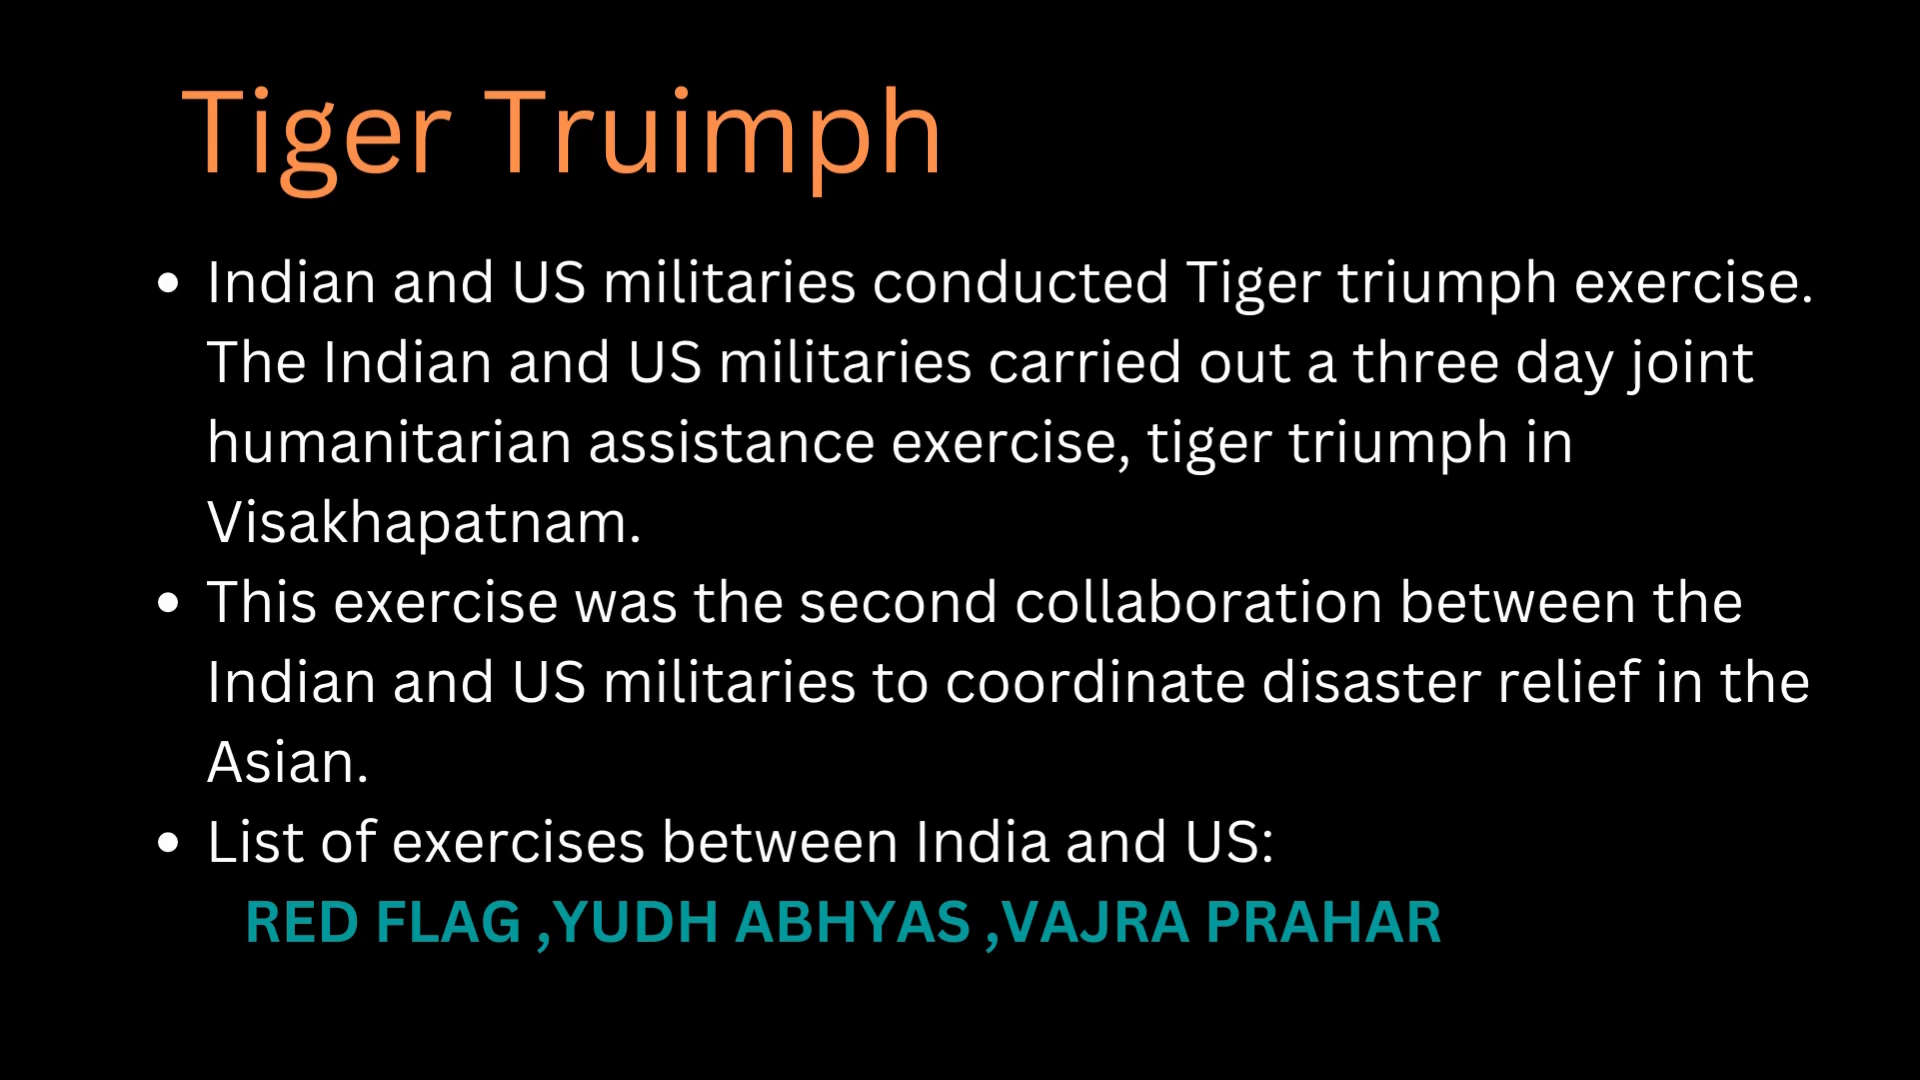 Tiger Truimph
• Indian and US militaries conducted Tiger triumph exercise.
The Indian and US militaries carried out a three day joint
humanitarian assistance exercise, tiger triumph in
Visakhapatnam.
• This exercise was the second collaboration between the
Indian and US militaries to coordinate disaster relief in the
Asian.
• List of exercises between India and US:
RED FLAG ,YUDH ABHYAS ,VAJRA PRAHAR